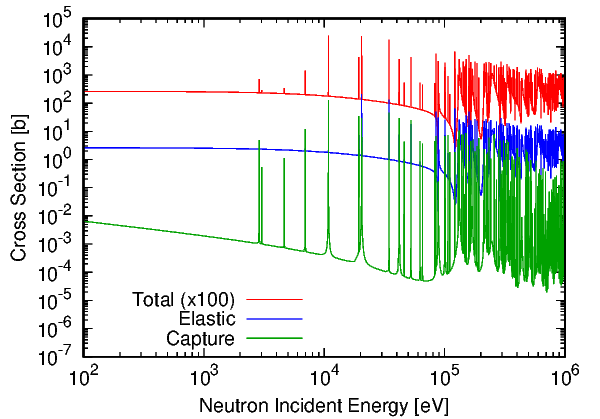 10^5
10^4
10^3
10^2
10^1
10^0
10^-1
10^-2
10^-3
10^-4
10^-5
10^-6
10^-7
Cross Section [b]
Total (x100)
Elastic
Capture
10^2 10^3 10^4 10^5 10^6
Neutron Incident Energy [eV]